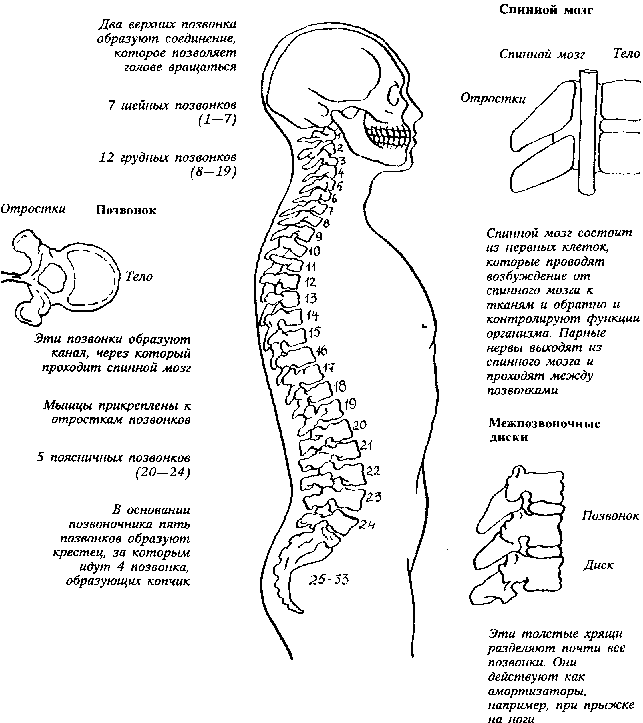 Два верхних позвонка
образуют соединение,
которое позволяет
голове вращаться
7 шейных позвонков
(1—7)
12 грудных позвонков
(8—19)
Отростки Позвонок
Тело
Эти позвонки образуют
канал, через который
проходит спинной мозг
Мышцы прикреплены к
отросткам позвонков
5 поясничных позвонков
(20—24)
В основании
позвоночника пять
позвонков образуют
крестец, за которым
идут 4 позвонка,
образующих копчик
1
2
3
4
5
6
7
8
9
10
11
12
13
14
15
16
17
18
19
20
21
22
23
24
25-33
Спинной мозг
Спинной мозг Тело
Отростки
Спинной мозг состоит
из нервных клеток,
которые проводят
возбуждение от
спинного мозга к
тканям и обратно и
контролируют функции
организма. Парные
нервы выходят из
спинного мозга и
проходят между
позвонками
Межпозвоночные
диски
Позвонок
Диск
Эти толстые хрящи
разделяют почти все
позвонки. Они
действуют как
амортизаторы,
например, при прыжке
на ноги